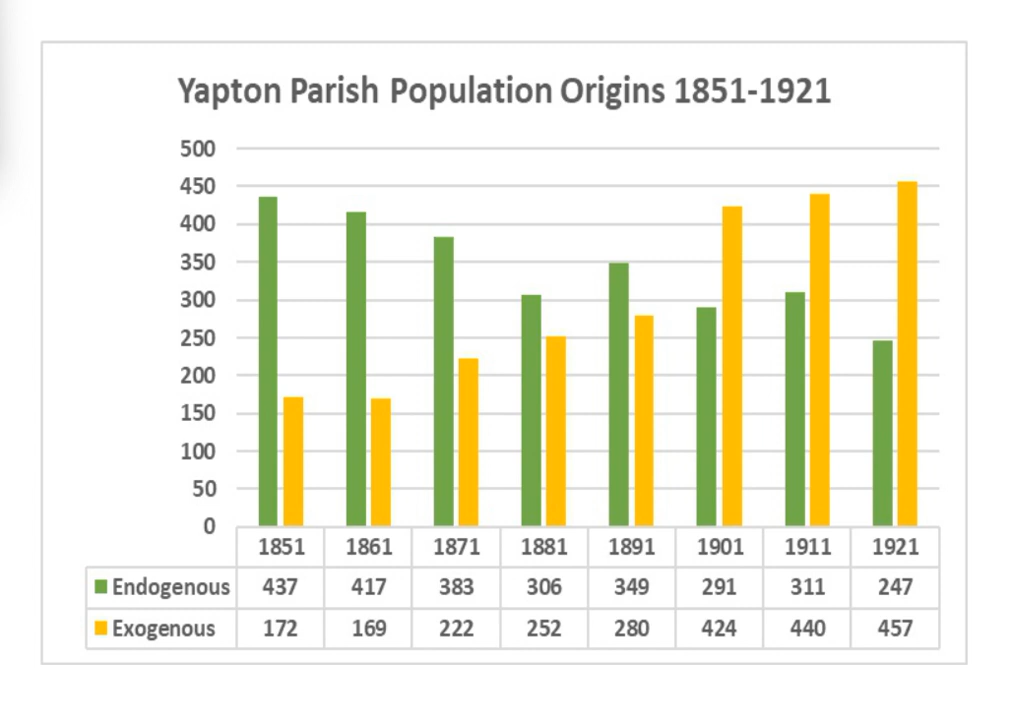 Yapton Parish Population Origins 1851-1921
500
450
400
350
300
250
200
150
100
50
0
1851 1861 1871 1881 1891 1901 1911 1921
Endogenous 437 417 383 306 349 291 311 247
Exogenous 172 169 222 252 280 424 440 457